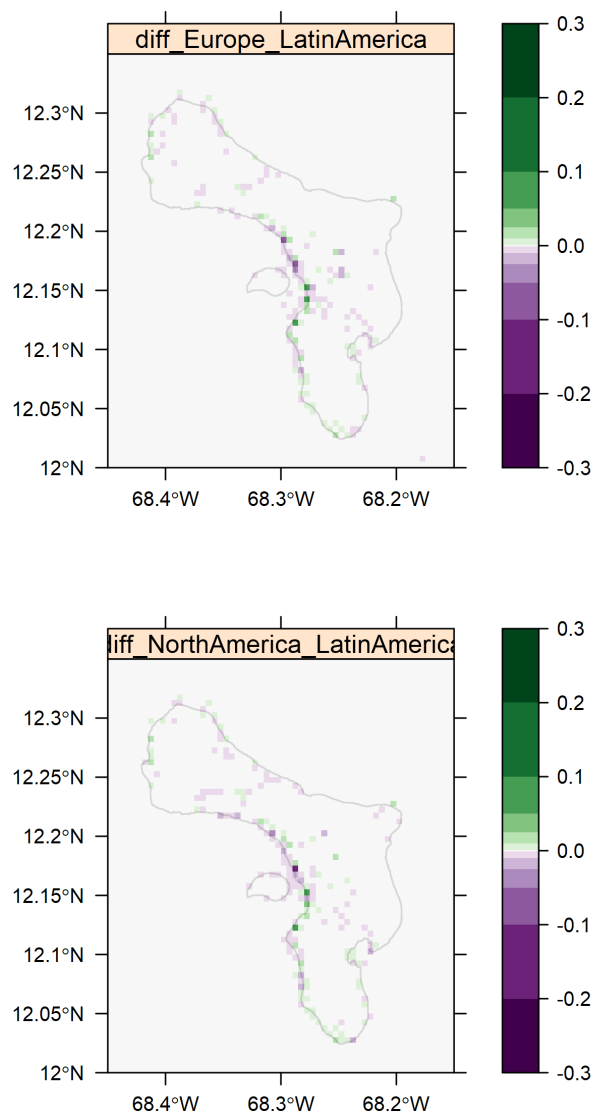 diff_Europe_LatinAmerica
0.3
0.2
0.1
0.0
-0.1
-0.2
-0.3
12.3°N
12.25°N
12.2°N
12.15°N
12.1°N
12.05°N
12°N
68.4°W 68.3°W 68.2°W
diff_NorthAmerica_LatinAmerica
0.3
0.2
0.1
0.0
-0.1
-0.2
-0.3
12.3°N
12.25°N
12.2°N
12.15°N
12.1°N
12.05°N
12°N
68.4°W 68.3°W 68.2°W